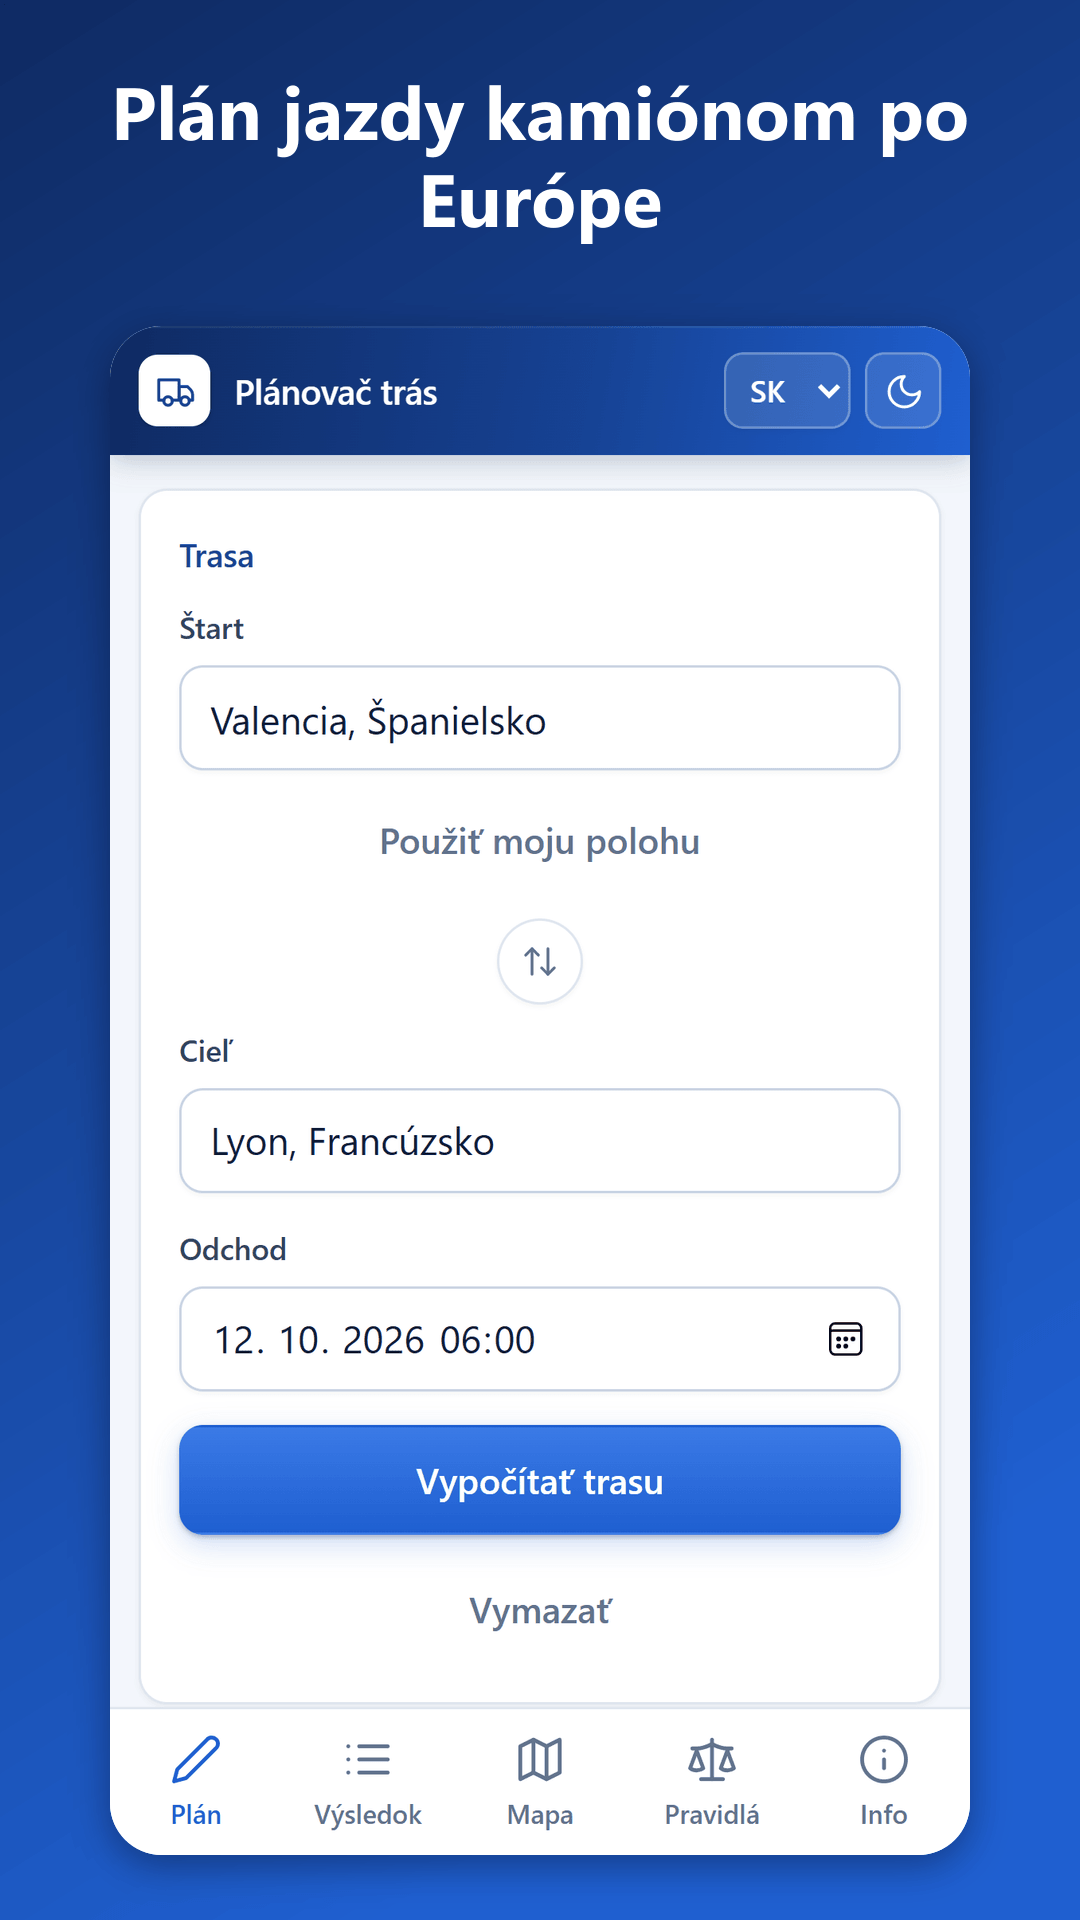 Plán jazdy kamiónom po
Európe
Plánovač trás
SK
Trasa
Štart
Valencia, Španielsko
Použiť moju polohu
Cieľ
Lyon, Francúzsko
Odchod
12. 10. 2026 06:00
Vypočítať trasu
Vymazať
Plán
Výsledok
Mapa
Pravidlá
Info